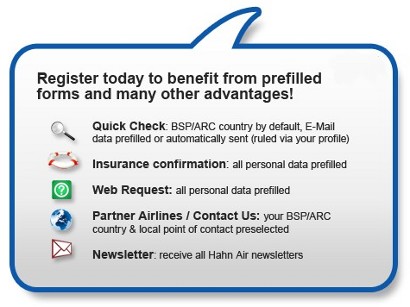 Register today to benefit from prefilled
forms and many other advantages!
Quick Check: BSP/ARC country by default, E-Mail
data prefilled or automatically sent (ruled via your profile)
Insurance confirmation: all personal data prefilled
Web Request: all personal data prefilled
Partner Airlines / Contact Us: your BSP/ARC
country & local point of contact preselected
Newsletter: receive all Hahn Air newsletters